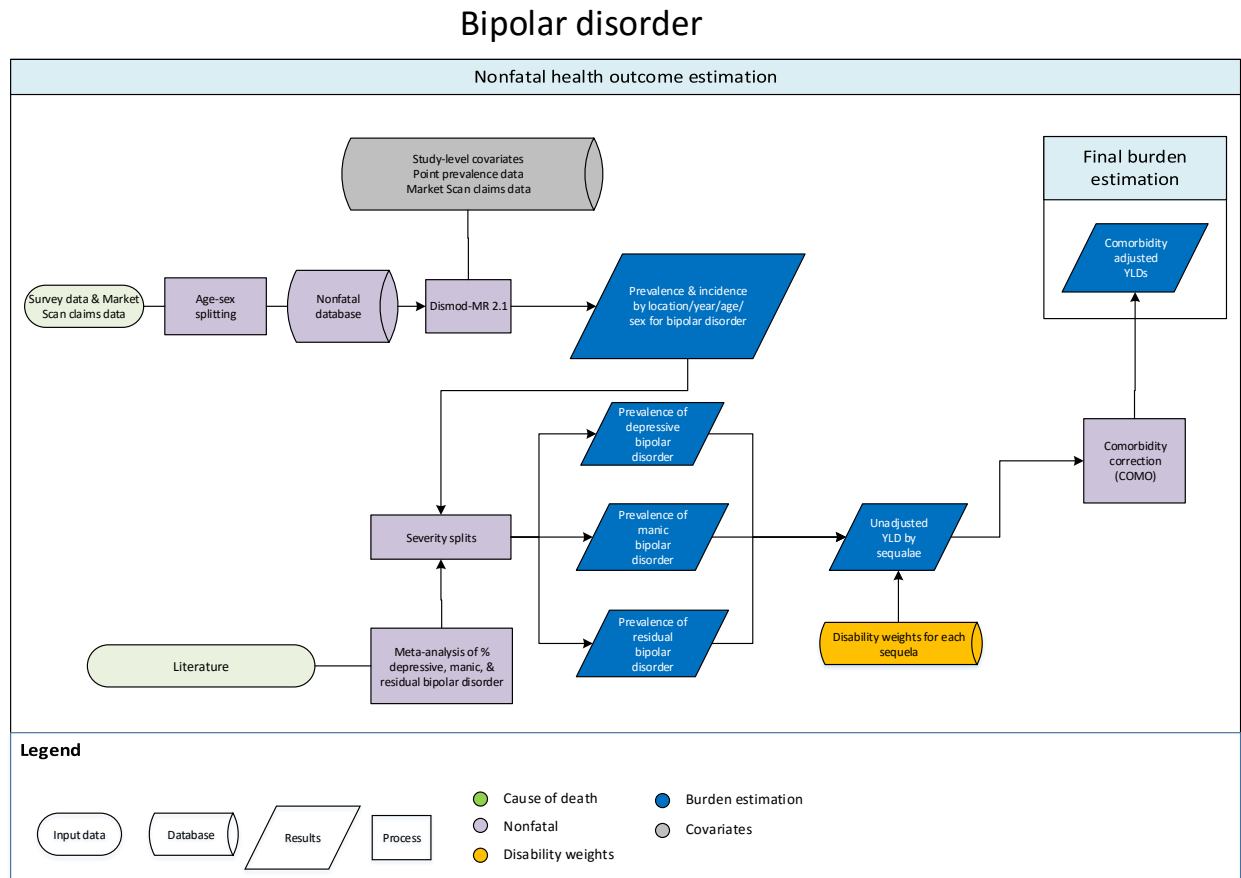 Bipolar disorder
Nonfatal health outcome estimation
Study-level covariates
Point prevalence data
Market Scan claims data
Final burden
estimation
Comorbidity
adjusted
YLDs
Survey data & Market
Scan claims data
Age-sex
splitting
Nonfatal
database
Dismod-MR 2.1
Prevalence & incidence
by location/year/age/
sex for bipolar disorder
Prevalence of
depressive
bipolar
disorder
Comorbidity
correction
(COMO)
Severity splits
Prevalence of
manic
bipolar
disorder
Unadjusted
YLD by
sequalae
Literature
Meta-analysis of %
depressive, manic, &
residual bipolar disorder
Prevalence of
residual
bipolar
disorder
Disability weights for each
sequela
Legend
Input data
Database
Results
Process
Cause of death
Nonfatal
Disability weights
Burden estimation
Covariates